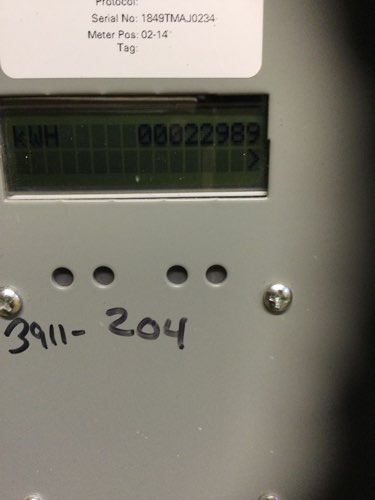 Protocol:
Serial No: 1849TMAJ0234
Meter Pos: 02-14
Tag:
KWH 00022989
>
3911- 204